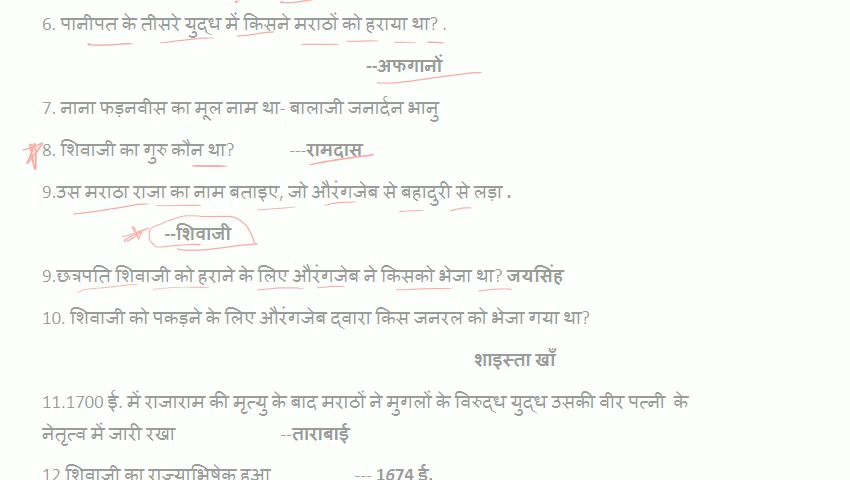 6. पानीपत के तीसरे युद्ध में किसने मराठों को हराया था? .
--अफगानों
7. नाना फड़नवीस का मूल नाम था- बालाजी जनार्दन भानु
8. शिवाजी का गुरु कौन था? ---रामदास
9.उस मराठा राजा का नाम बताइए, जो औरंगजेब से बहादुरी से लड़ा .
--शिवाजी
9.छत्रपति शिवाजी को हराने के लिए औरंगजेब ने किसको भेजा था? जयसिंह
10. शिवाजी को पकड़ने के लिए औरंगजेब द्वारा किस जनरल को भेजा गया था?
शाइस्ता खाँ
11.1700 ई. में राजाराम की मृत्यु के बाद मराठों ने मुगलों के विरुद्ध युद्ध उसकी वीर पत्नी के
नेतृत्व में जारी रखा --ताराबाई
12 शिवाजी का राज्याभिषेक हुआ --- 1674 ई.